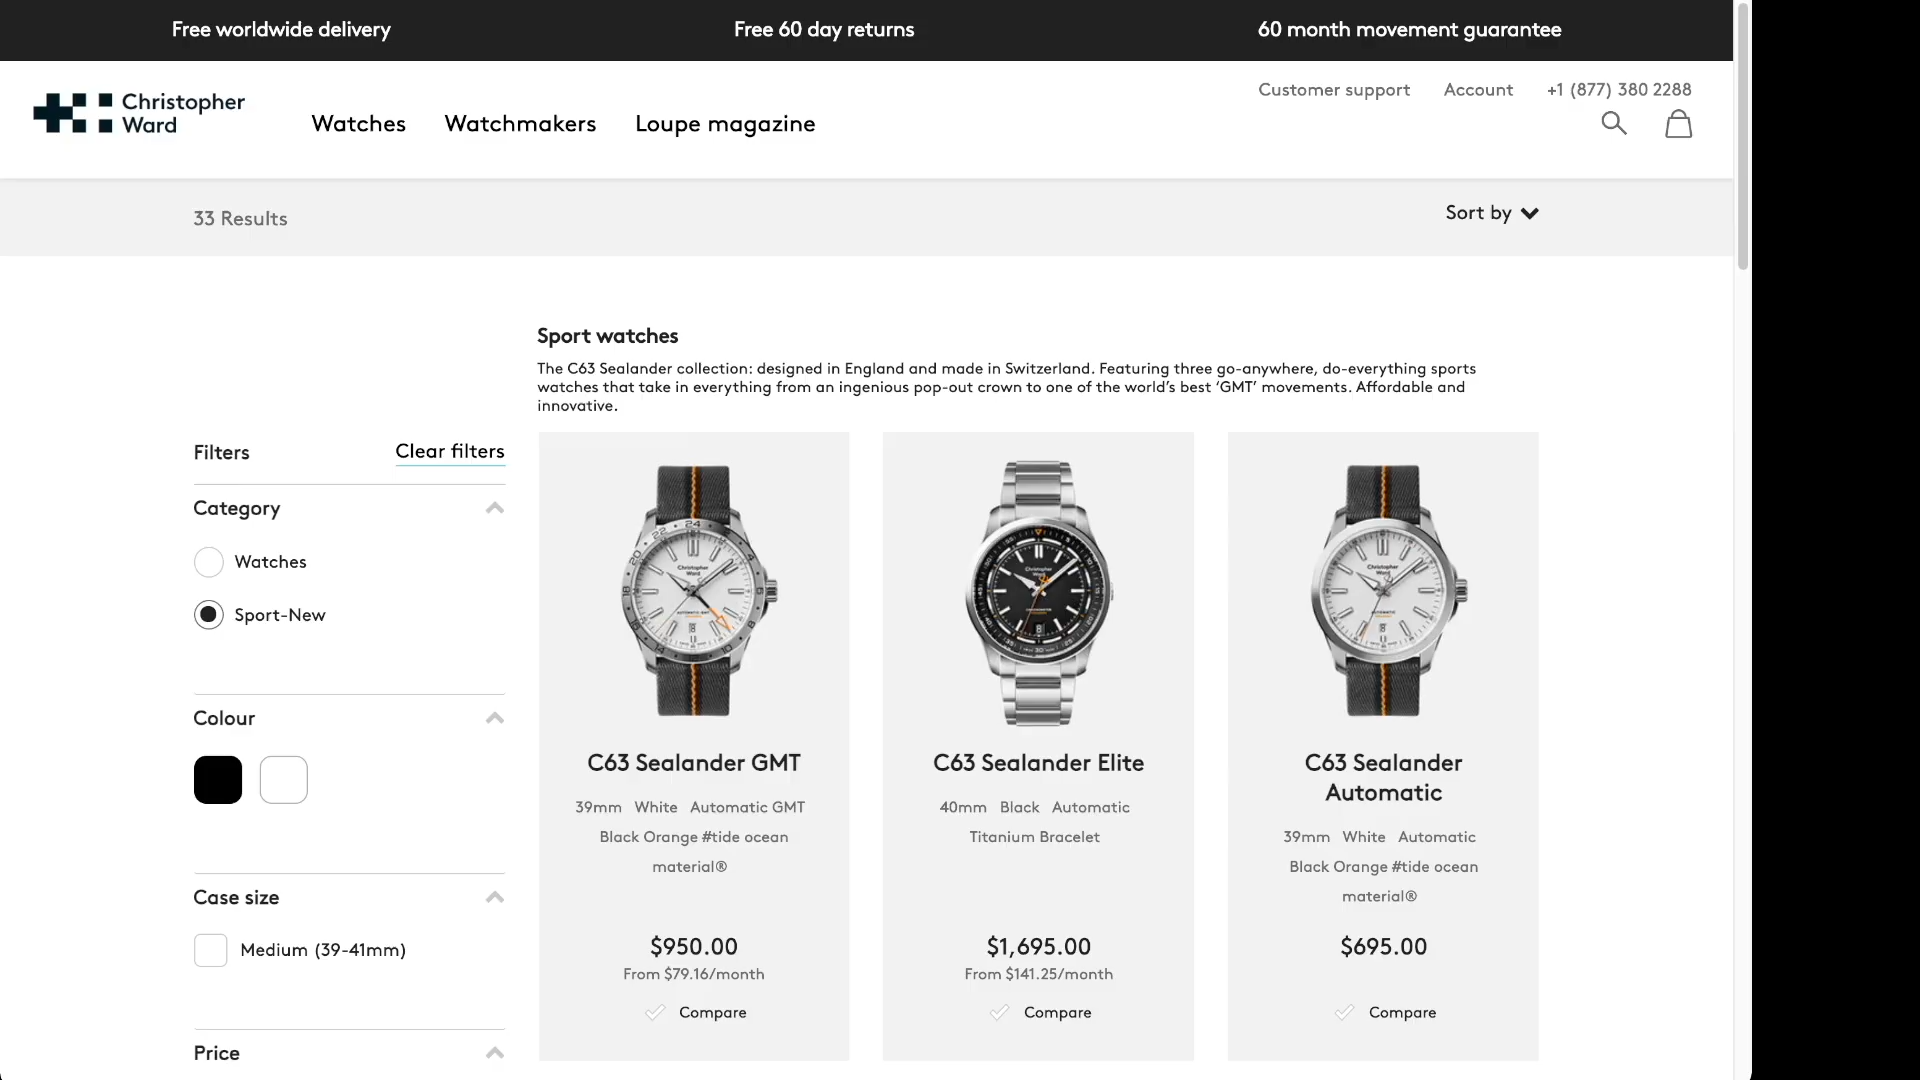 Free worldwide delivery
Free 60 day returns
60 month movement guarantee
Customer support
Account
+1 (877) 380 2288
Christopher
Ward
Watches
Watchmakers
Loupe magazine
33 Results
Sort by
Sport watches
The C63 Sealander collection: designed in England and made in Switzerland. Featuring three go-anywhere, do-everything sports
watches that take in everything from an ingenious pop-out crown to one of the world’s best ‘GMT’ movements. Affordable and
innovative.
Filters
Clear filters
Category
Watches
Sport-New
Colour
Case size
Medium (39-41mm)
Price
Christopher
Ward
C63 Sealander GMT
39mm White Automatic GMT
Black Orange #tide ocean
material®
$950.00
From $79.16/month
Compare
Christopher
Ward
C63 Sealander Elite
40mm Black Automatic
Titanium Bracelet
$1,695.00
From $141.25/month
Compare
Christopher
Ward
C63 Sealander
Automatic
39mm White Automatic
Black Orange #tide ocean
material®
$695.00
Compare